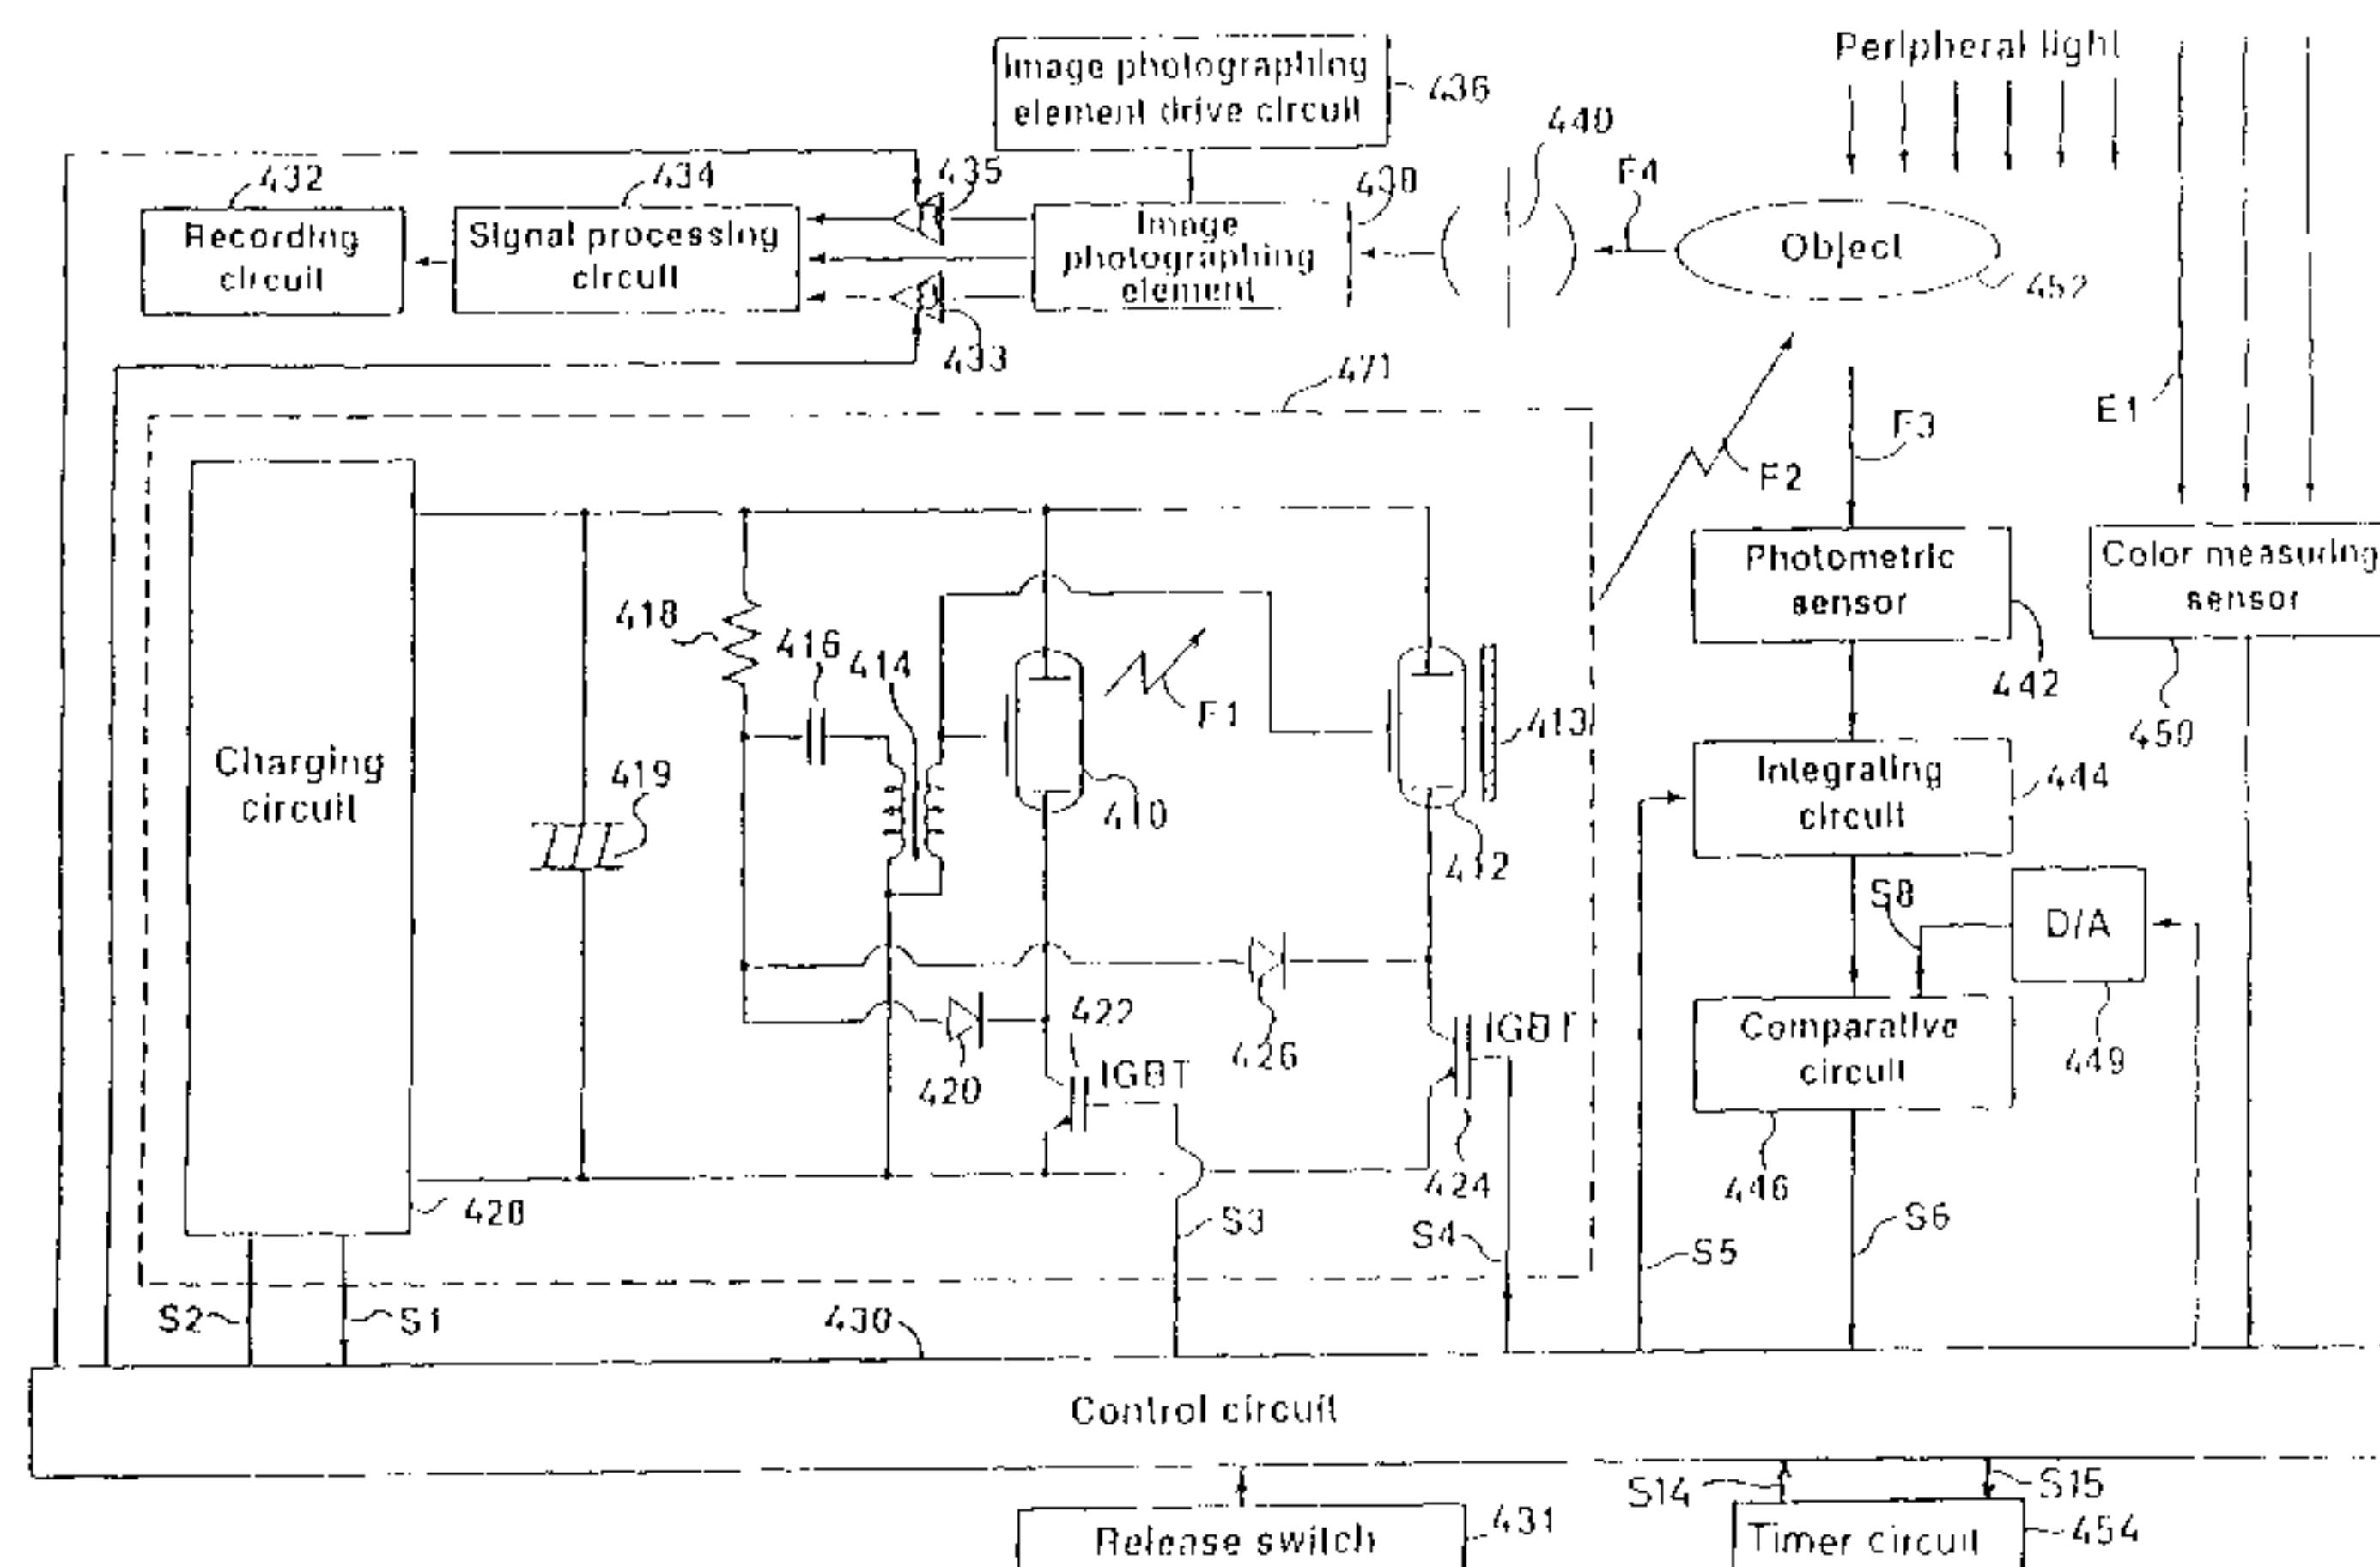 Image photographing
element drive circuit
436
Peripheral light
440
432
434
435
438
F4
Recording
circuit
Signal processing
circuit
Image
photographing
element
Object
452
433
471
E1
F3
F2
Photometric
sensor
Color measuring
sensor
418
416
414
F1
442
413
450
Charging
circuit
419
410
Integrating
circuit
444
412
S8
D/A
422
IGBT
IGBT
Comparative
circuit
420
426
449
424
446
428
S3
S4
S5
S6
S2
S1
430
Control circuit
S14
S15
Release switch
431
Timer circuit
454